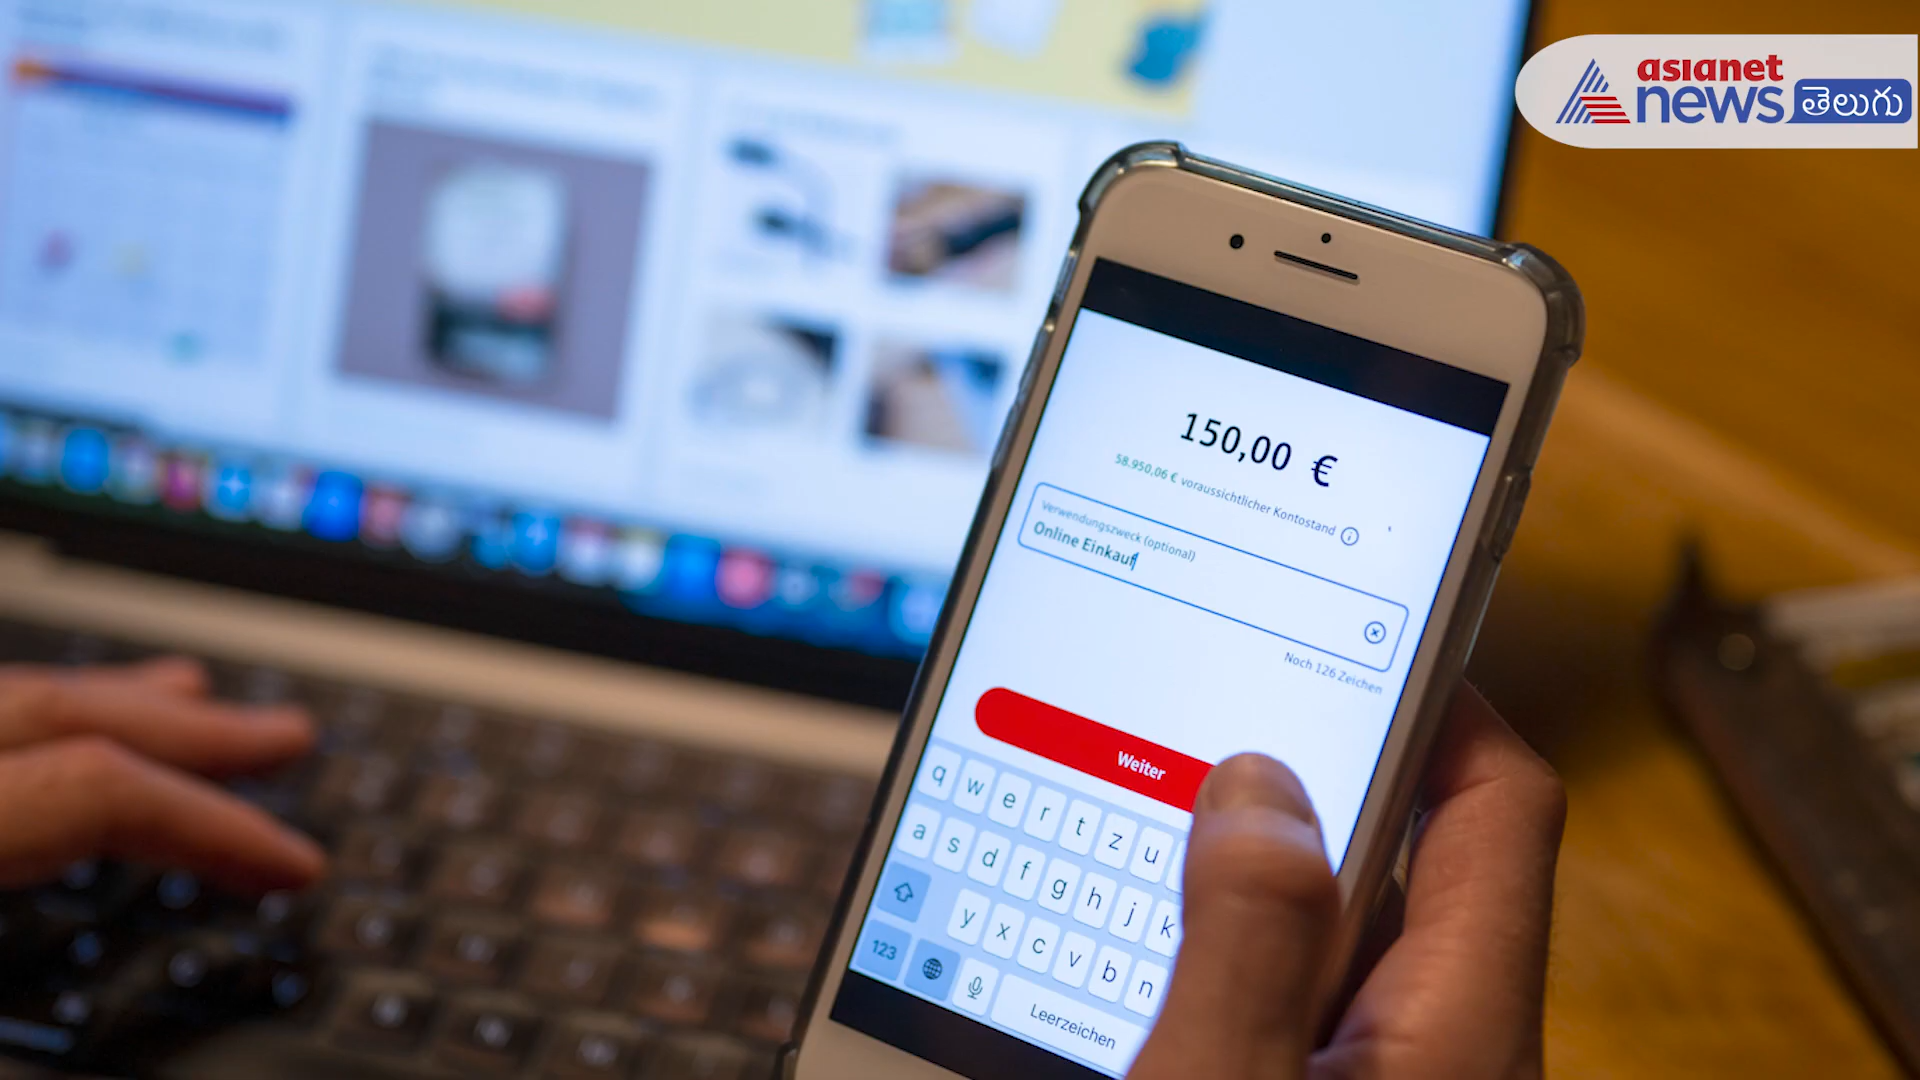 asianet
news తెలుగు
150,00 €
58.950,06 € voraussichtlicher Kontostand
Verwendungszweck (optional)
Online Einkauf
Noch 126 Zeichen
Weiter
q w e r t z u
a s d f g h j k
y x c v b n
123
Leerzeichen